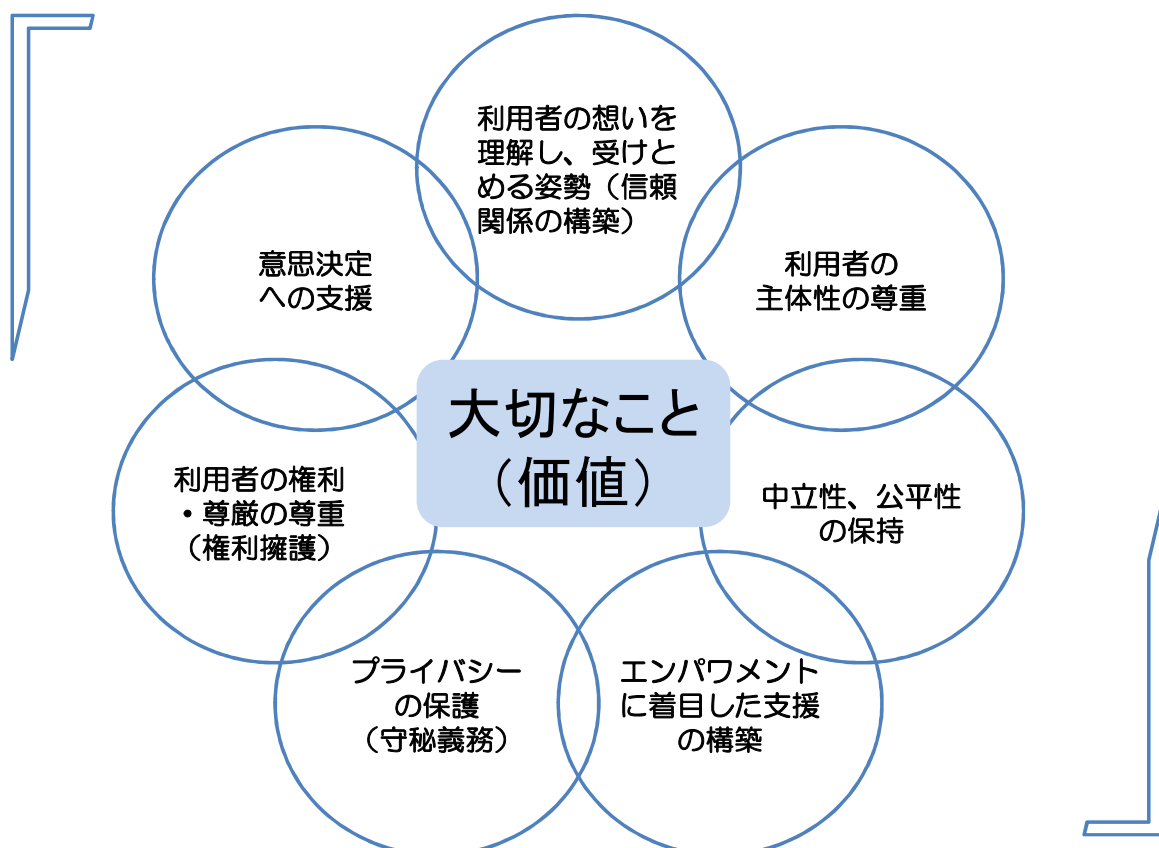 利用者の想いを
理解し、受けと
める姿勢（信頼
関係の構築）
利用者の
主体性の尊重
中立性、公平性
の保持
エンパワメント
に着目した支援
の構築
プライバシー
の保護
（守秘義務）
利用者の権利
・尊厳の尊重
（権利擁護）
意思決定
への支援
大切なこと
（価値）